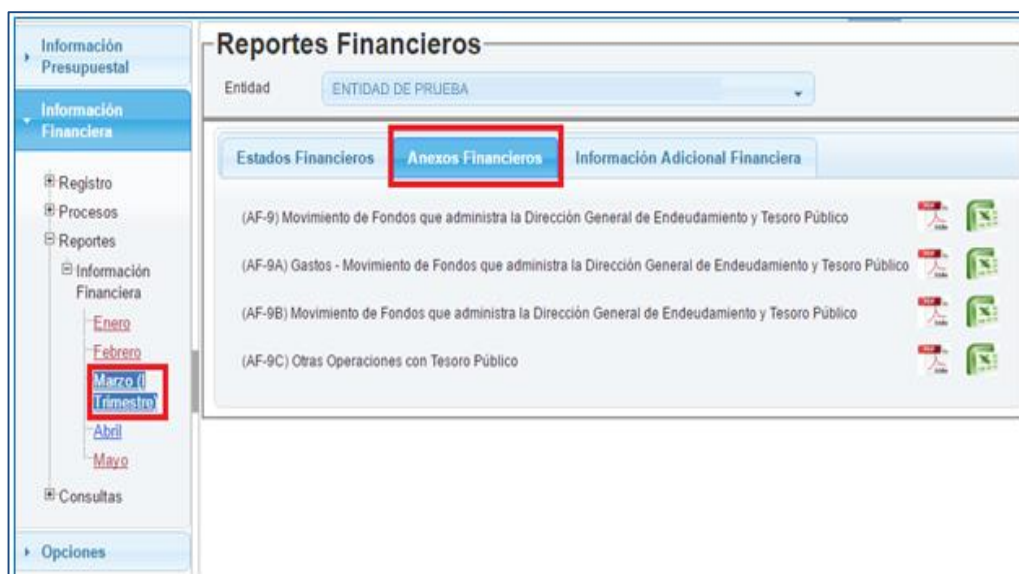 Información
Presupuestal
Información
Financiera
Registro
Procesos
Reportes
Información
Financiera
Enero
Febrero
Marzo (I
Trimestre)
Abril
Mayo
Consultas
Opciones
Reportes Financieros
Entidad
ENTIDAD DE PRUEBA
Estados Financieros
Anexos Financieros
Información Adicional Financiera
(AF-9) Movimiento de Fondos que administra la Dirección General de Endeudamiento y Tesoro Público
(AF-9A) Gastos - Movimiento de Fondos que administra la Dirección General de Endeudamiento y Tesoro Público
(AF-9B) Movimiento de Fondos que administra la Dirección General de Endeudamiento y Tesoro Público
(AF-9C) Otras Operaciones con Tesoro Público